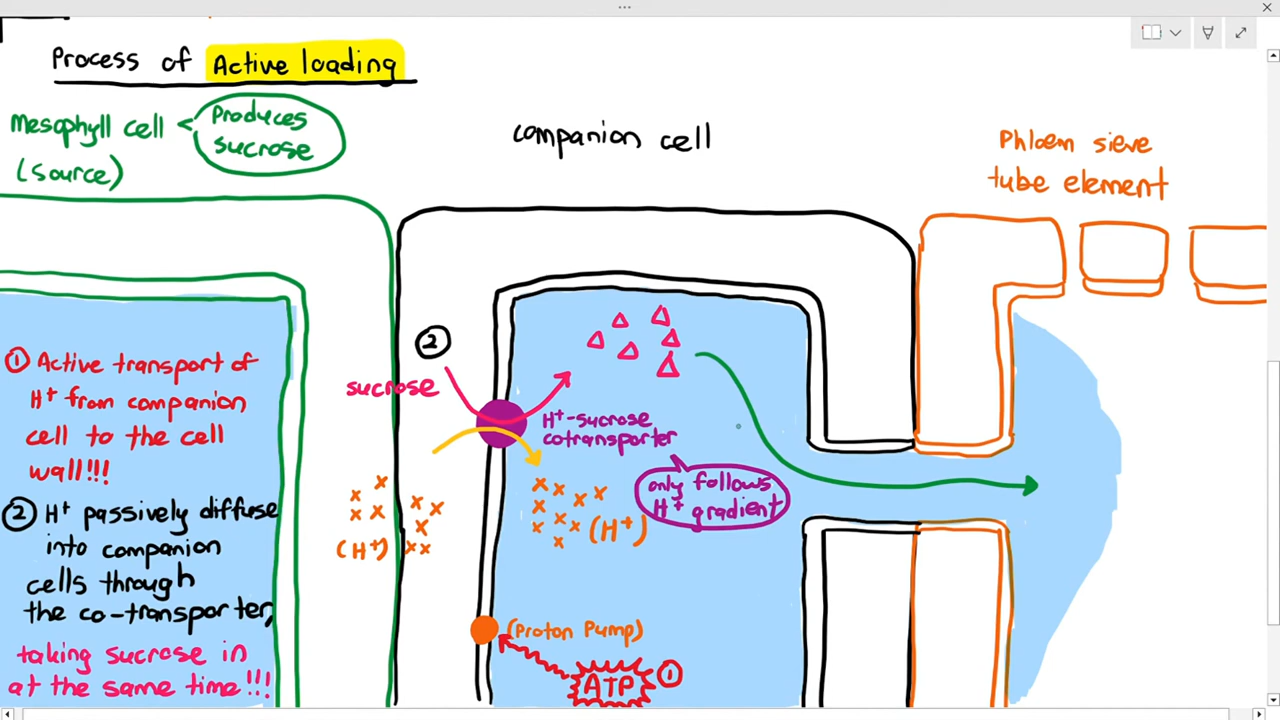 Process of Active loading
Mesophyll cell
(source)
Produces
sucrose
companion cell
Phloem sieve
tube element
① Active transport of
H+ from companion
cell to the cell
wall!!!
② H+ passively diffuse
into companion
cells through
the co-transporter,
taking sucrose in
at the same time!!!
②
sucrose
H+-sucrose
cotransporter
only follows
H+ gradient
(H+)
(H+)
(Proton Pump)
ATP ①